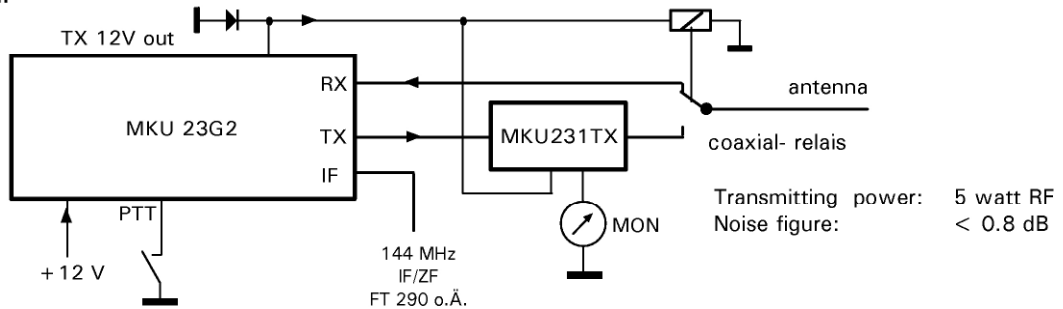 TX 12V out
RX
antenna
MKU 23G2
TX
MKU231TX
coaxial- relais
IF
Transmitting power: 5 watt RF
PTT
MON
Noise figure: < 0.8 dB
+12 V
144 MHz
IF/ZF
FT 290 o.Ä.